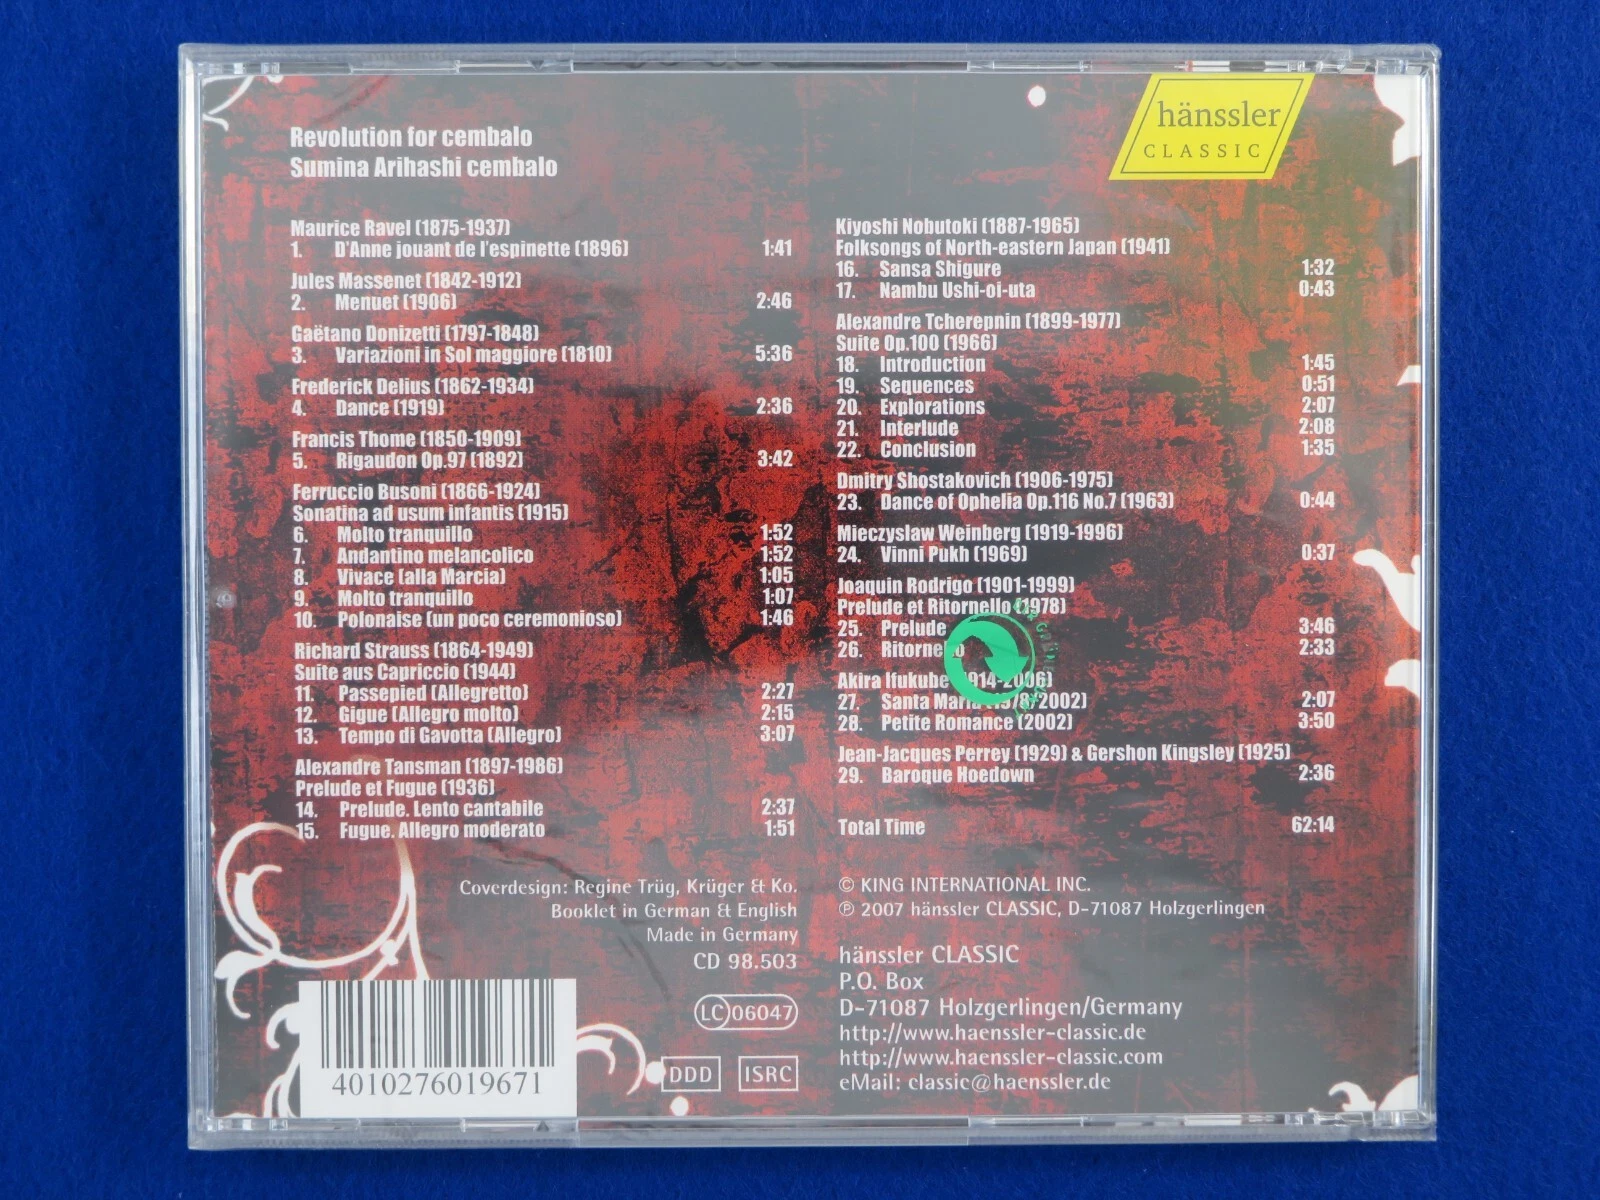 hänssler
CLASSIC
Revolution for cembalo
Sumina Arihashi cembalo
Maurice Ravel (1875-1937)
1. D'Anne jouant de l'espinette (1896) 1:41
Jules Massenet (1842-1912)
2. Menuet (1906) 2:46
Gaëtano Donizetti (1797-1848)
3. Variazioni in Sol maggiore (1810) 5:36
Frederick Delius (1862-1934)
4. Dance (1919) 2:36
Francis Thome (1850-1909)
5. Rigaudon Op.97 (1892) 3:42
Ferruccio Busoni (1866-1924)
Sonatina ad usum infantis (1915)
6. Molto tranquillo 1:52
7. Andantino melancolico 1:52
8. Vivace (alla Marcia) 1:05
9. Molto tranquillo 1:07
10. Polonaise (un poco ceremonioso) 1:46
Richard Strauss (1864-1949)
Suite aus Capriccio (1944)
11. Passepied (Allegretto) 2:27
12. Gigue (Allegro molto) 2:15
13. Tempo di Gavotta (Allegro) 3:07
Alexandre Tansman (1897-1986)
Prelude et Fugue (1936)
14. Prelude. Lento cantabile 2:37
15. Fugue. Allegro moderato 1:51
Kiyoshi Nobutoki (1887-1965)
Folksongs of North-eastern Japan (1941)
16. Sansa Shigure 1:32
17. Nambu Ushi-oi-uta 0:43
Alexandre Tcherepnin (1899-1977)
Suite Op.100 (1966)
18. Introduction 1:45
19. Sequences 0:51
20. Explorations 2:07
21. Interlude 2:08
22. Conclusion 1:35
Dmitry Shostakovich (1906-1975)
23. Dance of Ophelia Op.116 No.7 (1963) 0:44
Mieczyslaw Weinberg (1919-1996)
24. Vinni Pukh (1969) 0:37
Joaquin Rodrigo (1901-1999)
Prelude et Ritornello (1978)
25. Prelude 3:46
26. Ritornello 2:33
Akira Ifukube (1914-2006)
27. Santa Maria (1978/2002) 2:07
28. Petite Romance (2002) 3:50
Jean-Jacques Perrey (1929) & Gershon Kingsley (1925)
29. Baroque Hoedown 2:36
Total Time 62:14
Coverdesign: Regine Trüg, Krüger & Ko.
Booklet in German & English
Made in Germany
CD 98.503
LC 06047
DDD ISRC
4010276019671
© KING INTERNATIONAL INC.
℗ 2007 hänssler CLASSIC, D-71087 Holzgerlingen
hänssler CLASSIC
P.O. Box
D-71087 Holzgerlingen/Germany
http://www.haenssler-classic.de
http://www.haenssler-classic.com
eMail: classic@haenssler.de